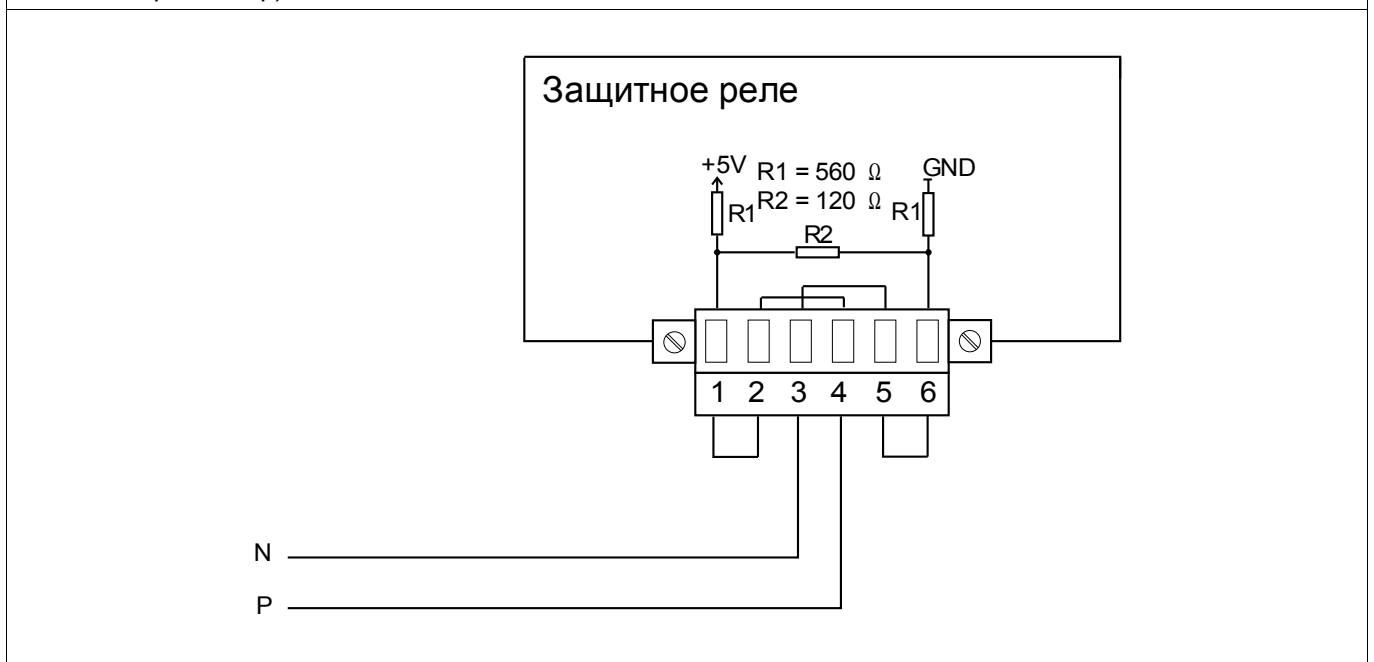 Защитное реле
+5V R1 = 560 Ω GND
R1 R2 = 120 Ω R1
R2
1 2 3 4 5 6
N
P